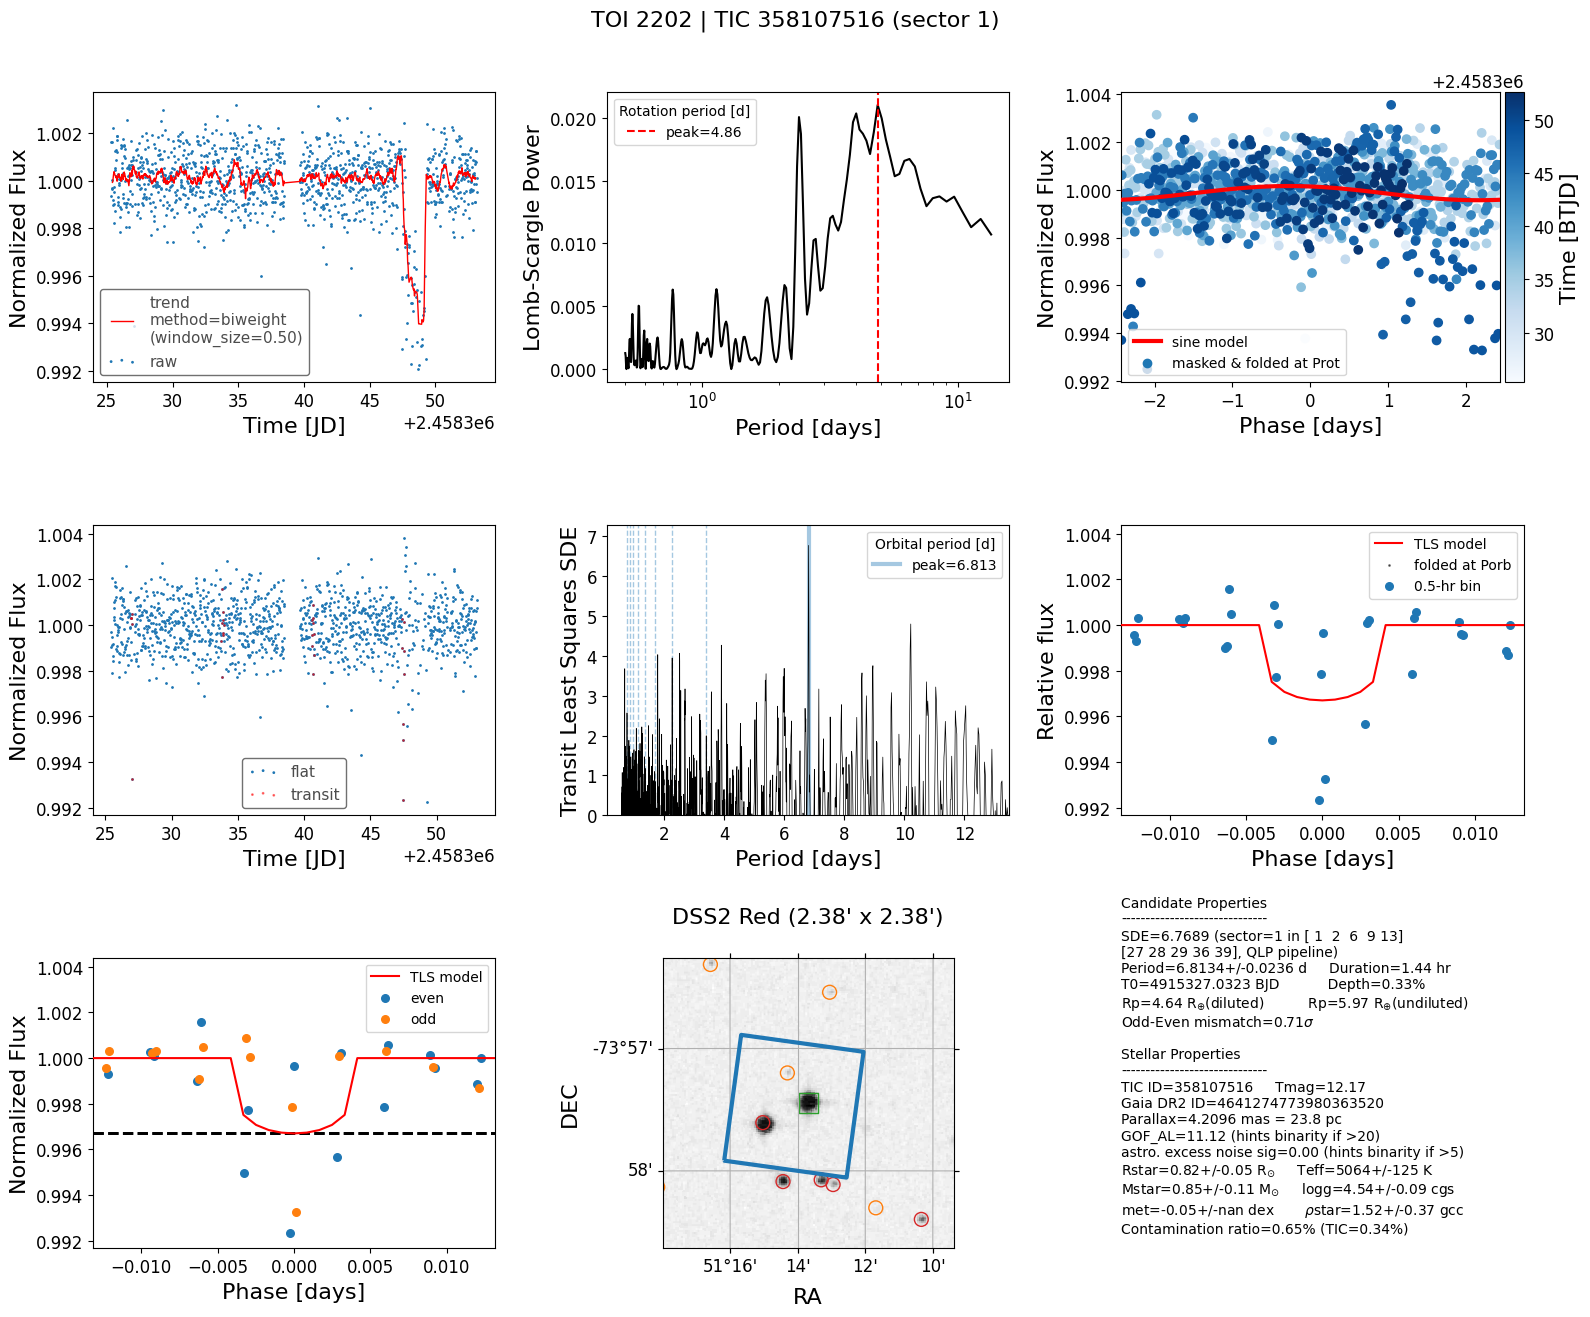 TOI 2202 | TIC 358107516 (sector 1)
Normalized Flux
1.002
1.000
0.998
0.996
0.994
0.992
trend
method=biweight
(window_size=0.50)
raw
25 30 35 40 45 50
Time [JD]
+2.4583e6
Lomb-Scargle Power
0.020
0.015
0.010
0.005
0.000
Rotation period [d]
peak=4.86
10⁰ 10¹
Period [days]
Normalized Flux
1.004
1.002
1.000
0.998
0.996
0.994
0.992
sine model
masked & folded at Prot
−2 −1 0 1 2
Phase [days]
+2.4583e6
50
45
40
35
30
Time [BTJD]
Normalized Flux
1.004
1.002
1.000
0.998
0.996
0.994
0.992
flat
transit
25 30 35 40 45 50
Time [JD]
+2.4583e6
Transit Least Squares SDE
7
6
5
4
3
2
1
0
Orbital period [d]
peak=6.813
2 4 6 8 10 12
Period [days]
Relative flux
1.004
1.002
1.000
0.998
0.996
0.994
0.992
TLS model
folded at Porb
0.5-hr bin
−0.010 −0.005 0.000 0.005 0.010
Phase [days]
Normalized Flux
1.004
1.002
1.000
0.998
0.996
0.994
0.992
TLS model
even
odd
−0.010 −0.005 0.000 0.005 0.010
Phase [days]
DSS2 Red (2.38' x 2.38')
DEC
-73°57'
58'
51°16' 14' 12' 10'
RA
Candidate Properties
------------------------------
SDE=6.7689 (sector=1 in [ 1 2 6 9 13]
[27 28 29 36 39], QLP pipeline)
Period=6.8134+/-0.0236 d Duration=1.44 hr
T0=4915327.0323 BJD Depth=0.33%
Rp=4.64 R⊕(diluted) Rp=5.97 R⊕(undiluted)
Odd-Even mismatch=0.71σ
Stellar Properties
------------------------------
TIC ID=358107516 Tmag=12.17
Gaia DR2 ID=4641274773980363520
Parallax=4.2096 mas = 23.8 pc
GOF_AL=11.12 (hints binarity if >20)
astro. excess noise sig=0.00 (hints binarity if >5)
Rstar=0.82+/-0.05 R⊙ Teff=5064+/-125 K
Mstar=0.85+/-0.11 M⊙ logg=4.54+/-0.09 cgs
met=-0.05+/-nan dex ρstar=1.52+/-0.37 gcc
Contamination ratio=0.65% (TIC=0.34%)